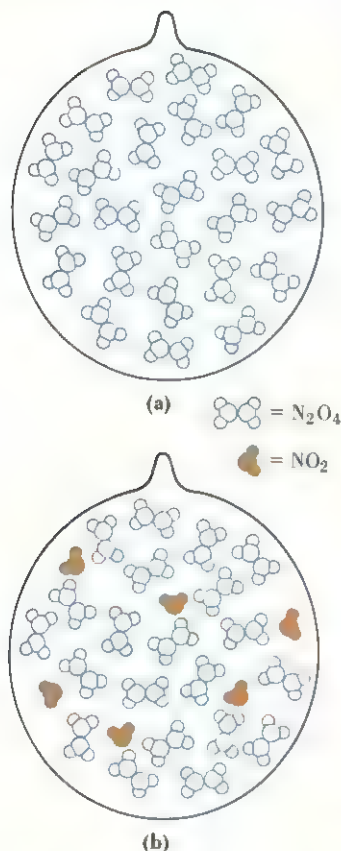 (a)
= N₂O₄
= NO₂
(b)